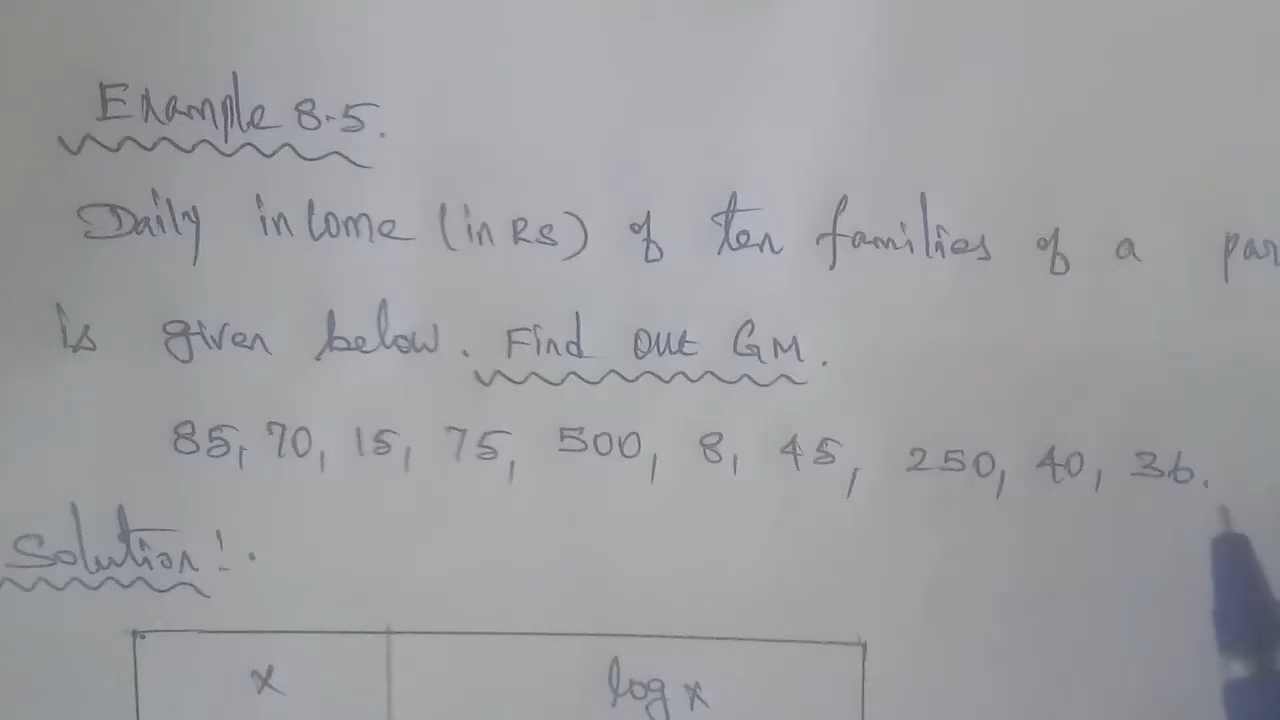 Example 8.5.
Daily income (in RS) of ten families of a par
is given below. Find out GM.
85, 70, 15, 75, 500, 8, 45, 250, 40, 36.
Solution:.
x log x